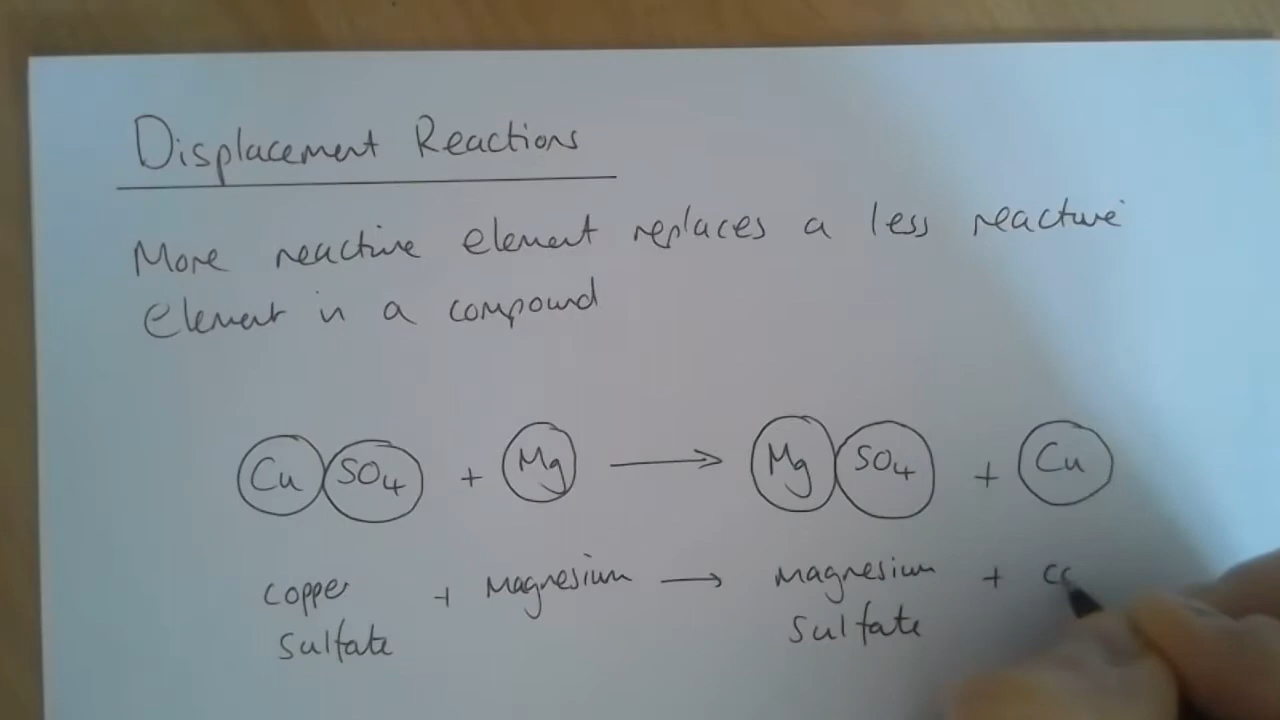 Displacement Reactions
More reactive element replaces a less reactive
element in a compound
Cu SO4 + Mg → Mg SO4 + Cu
copper sulfate + magnesium → magnesium sulfate + co